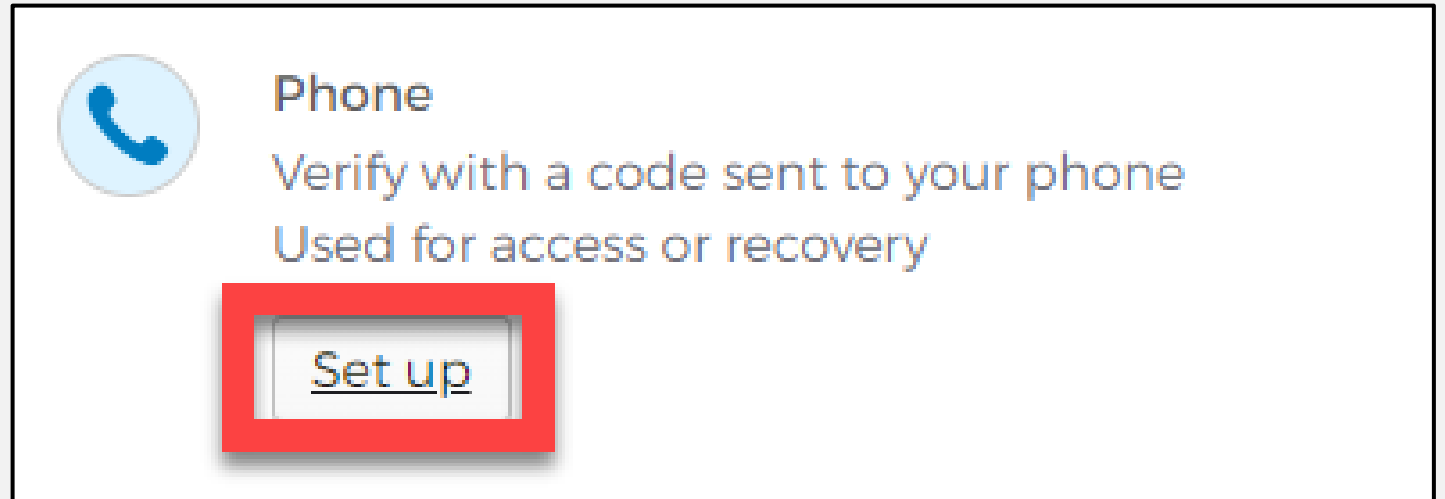 Phone
Verify with a code sent to your phone
Used for access or recovery
Set up